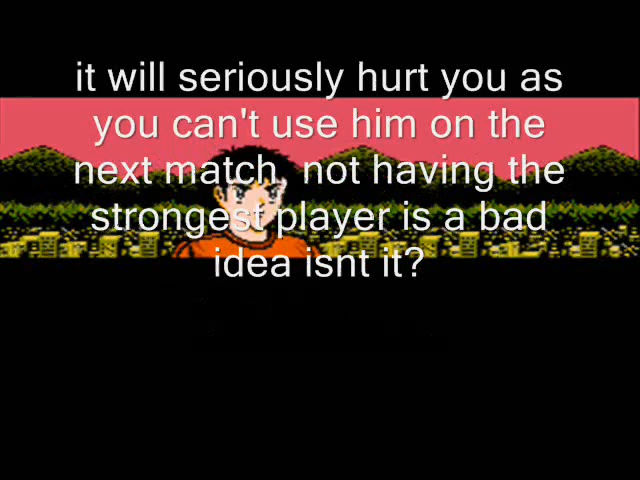 it will seriously hurt you as
you can't use him on the
next match, not having the
strongest player is a bad
idea isnt it?